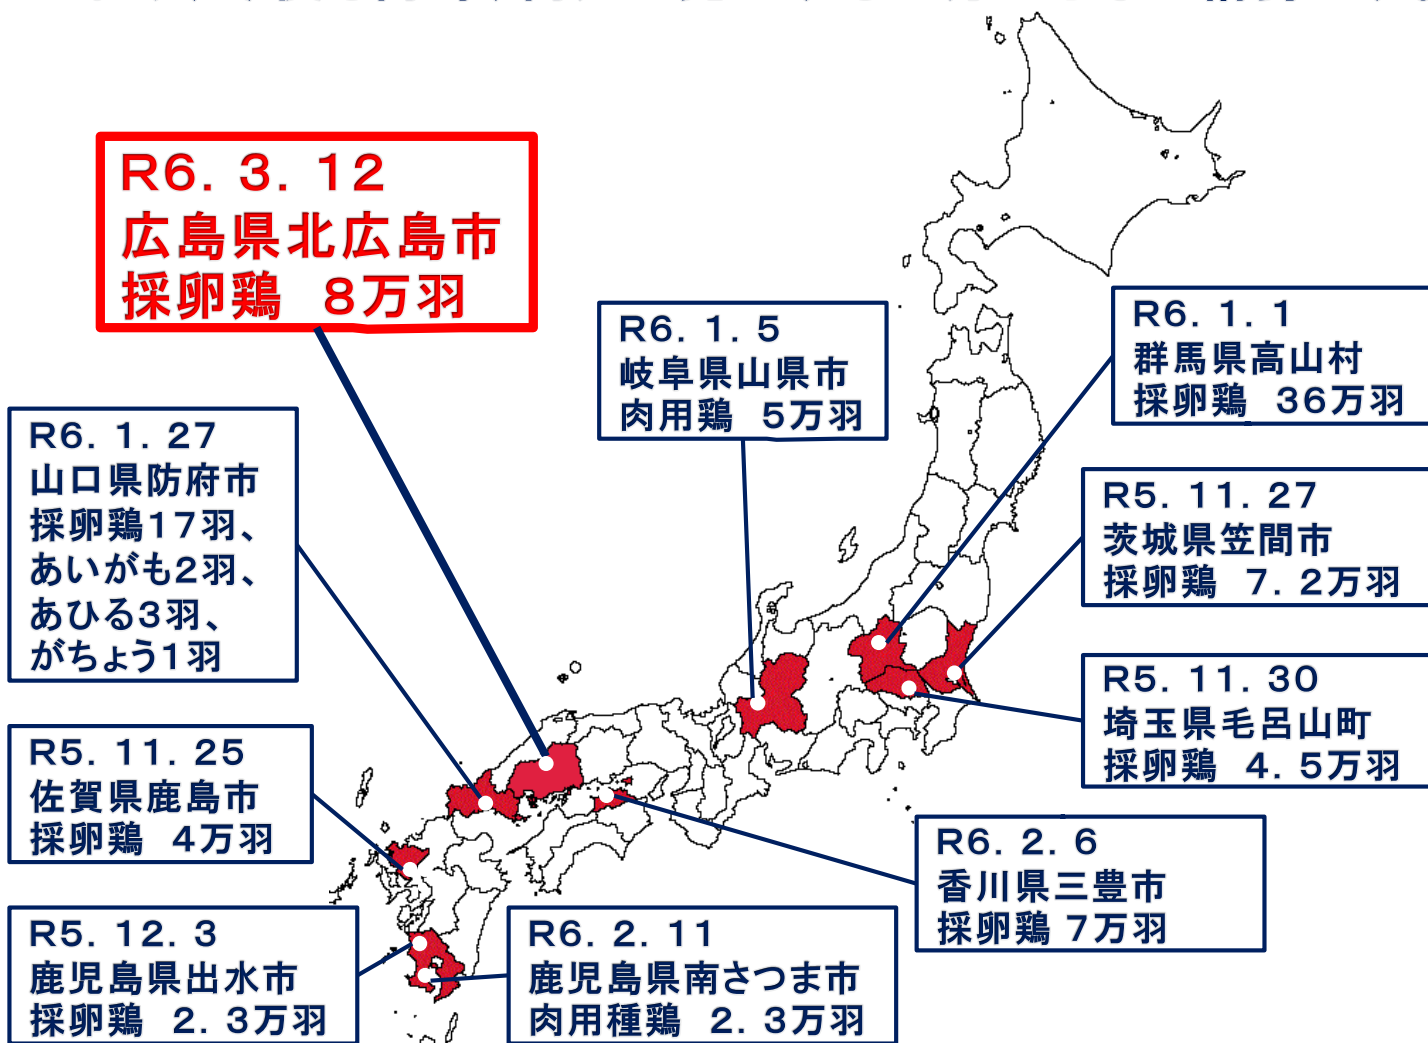 R6．3．12
広島県北広島市
採卵鶏　8万羽
R6．1．5
岐阜県山県市
肉用鶏　5万羽
R6．1．1
群馬県高山村
採卵鶏　36万羽
R6．1．27
山口県防府市
採卵鶏17羽、
あいがも2羽、
あひる3羽、
がちょう1羽
R5．11．27
茨城県笠間市
採卵鶏　7．2万羽
R5．11．30
埼玉県毛呂山町
採卵鶏　4．5万羽
R5．11．25
佐賀県鹿島市
採卵鶏　4万羽
R6．2．6
香川県三豊市
採卵鶏 7万羽
R5．12．3
鹿児島県出水市
採卵鶏　2．3万羽
R6．2．11
鹿児島県南さつま市
肉用種鶏　2．3万羽